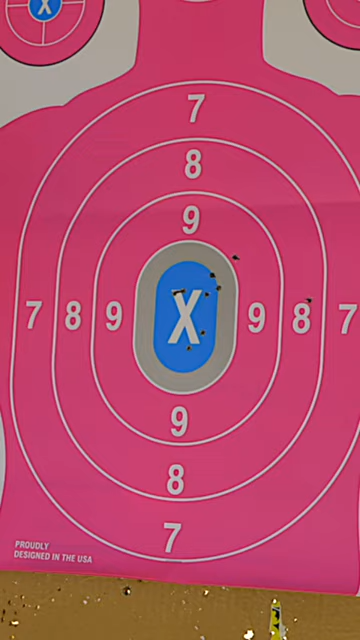 X
7
8
9
7 8 9 X 9 8 7
9
8
7
PROUDLY
DESIGNED IN THE USA